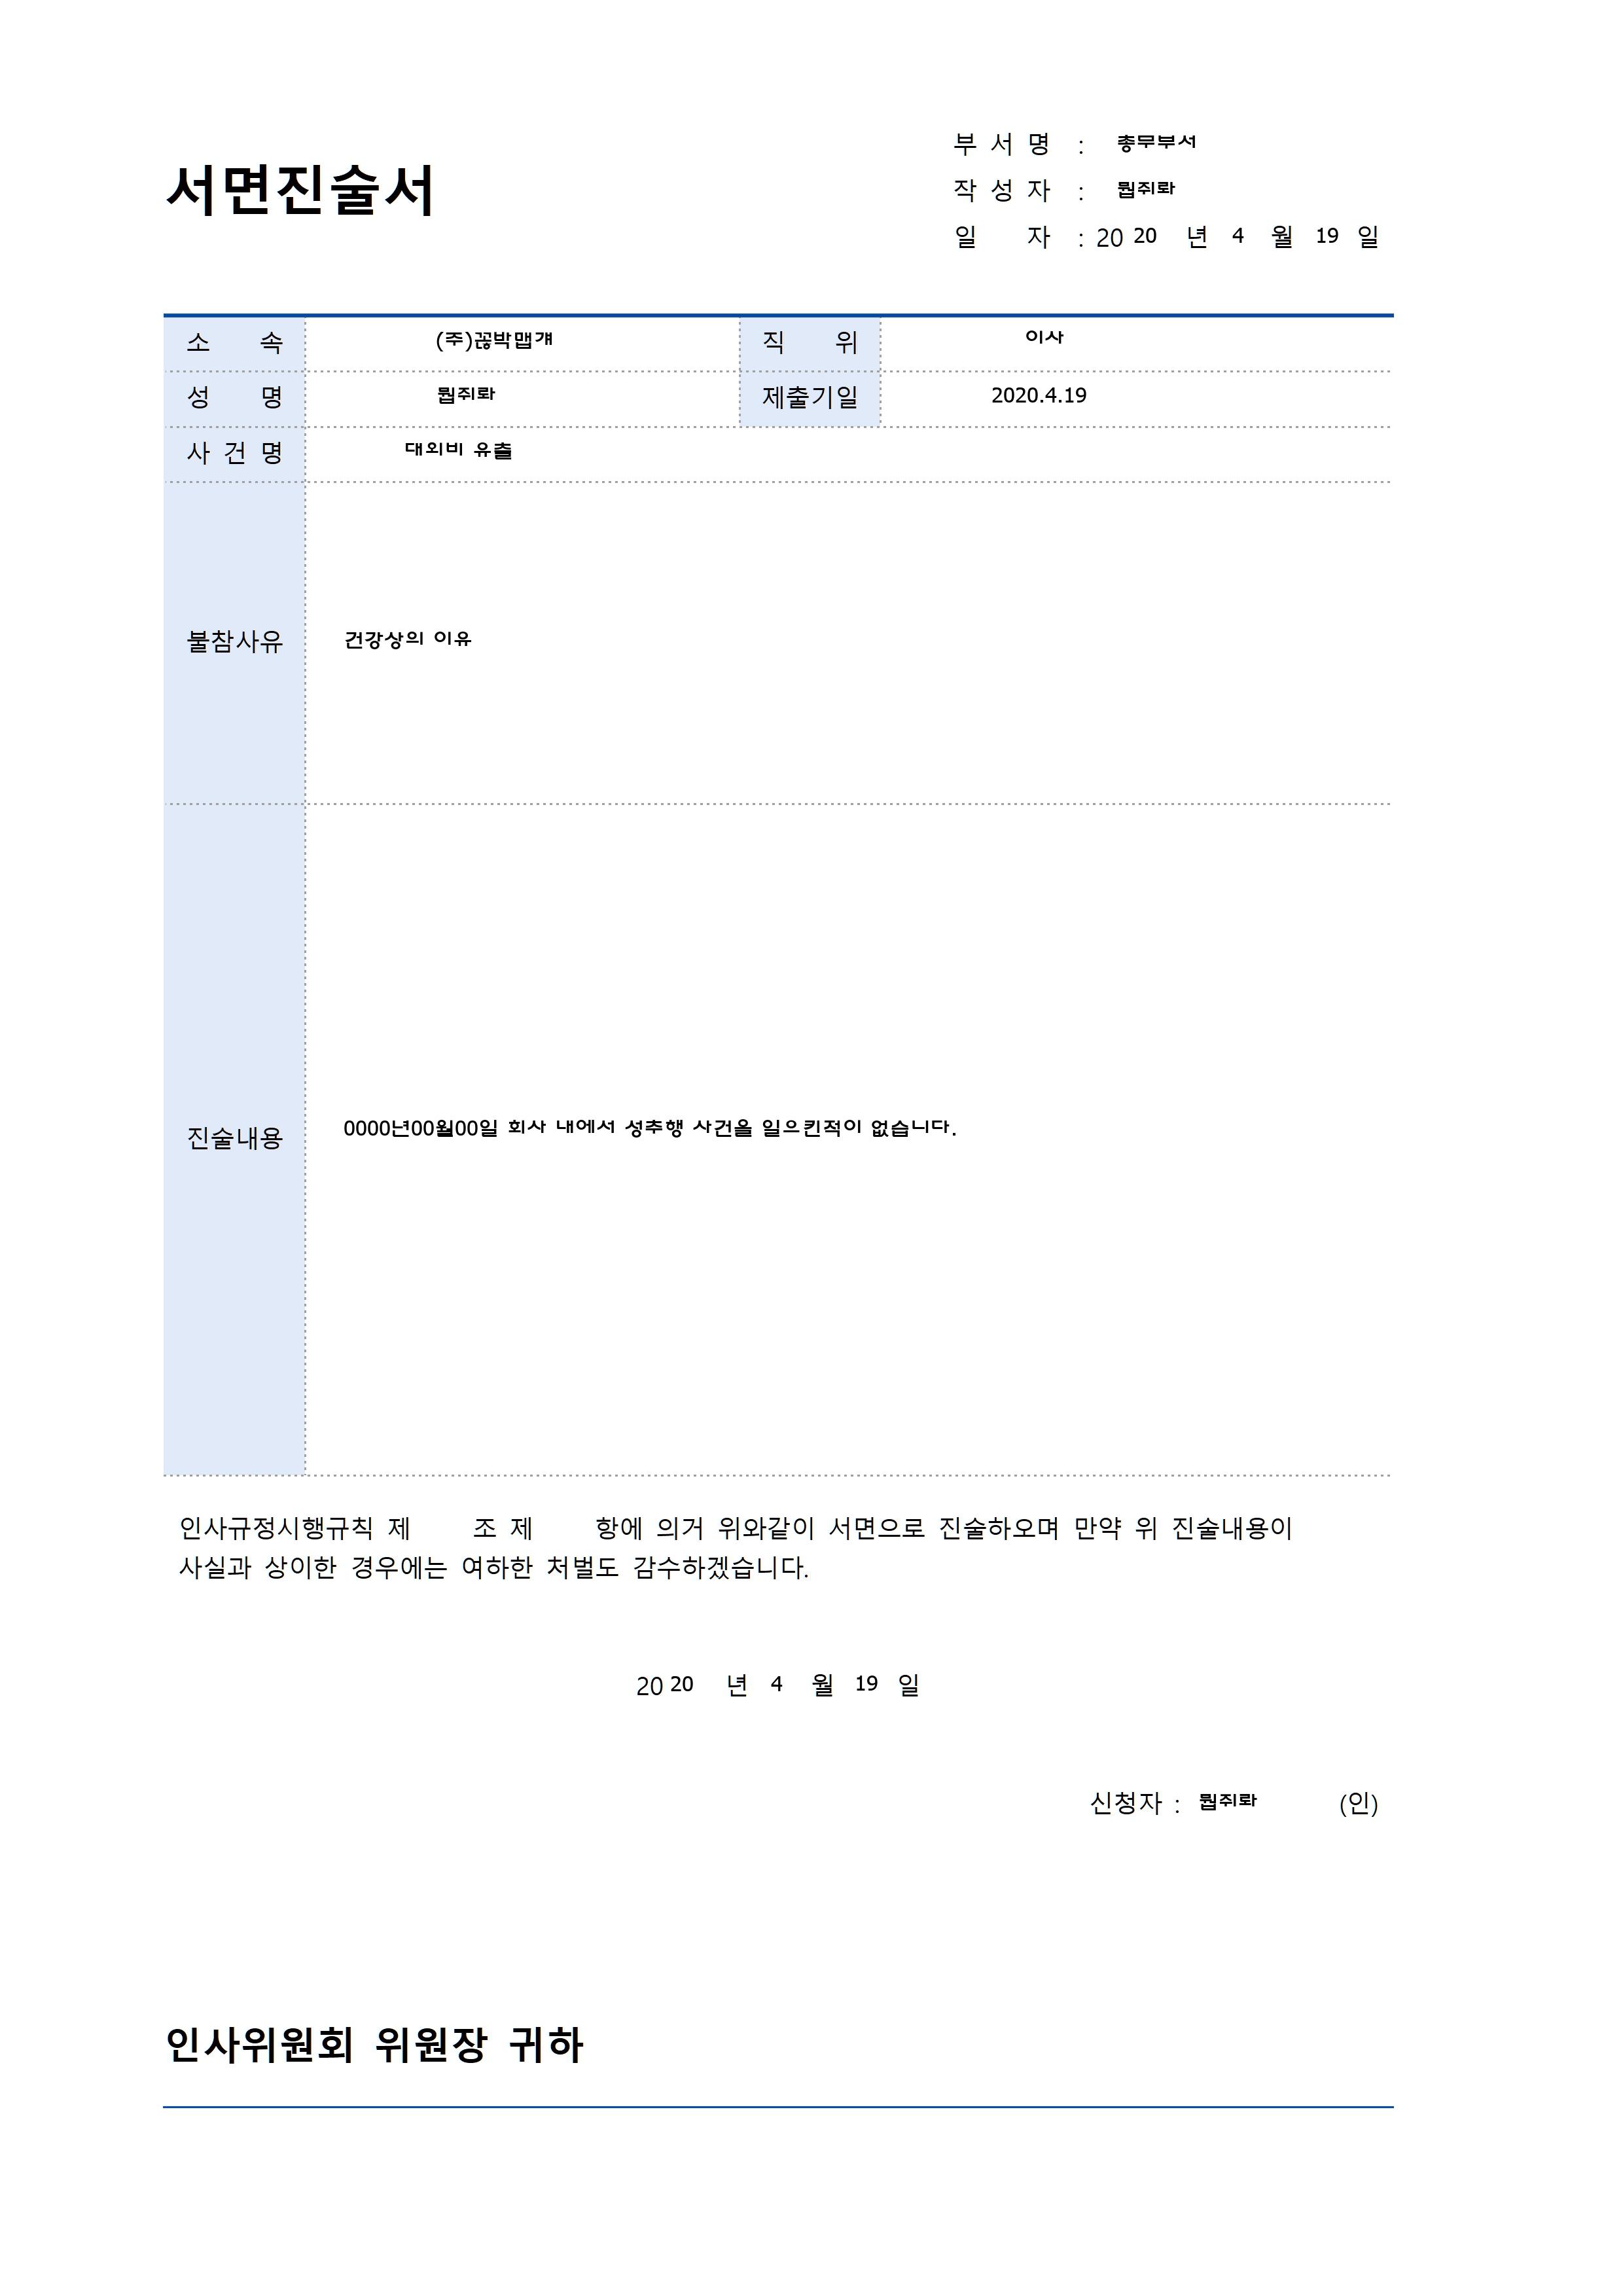 서면진술서
부 서 명 : 총무부서
작 성 자 : 뭡쥐롸
일 자 : 20 20 년 4 월 19 일
소 속 (주)꿇박맵걔 직 위 이사
성 명 뭡쥐롸 제출기일 2020.4.19
사 건 명 대외비 유출
불참사유 건강상의 이유
진술내용 0000년00월00일 회사 내에서 성추행 사건을 일으킨적이 없습니다.
인사규정시행규칙 제 조 제 항에 의거 위와같이 서면으로 진술하오며 만약 위 진술내용이
사실과 상이한 경우에는 여하한 처벌도 감수하겠습니다.
20 20 년 4 월 19 일
신청자 : 뭡쥐롸 (인)
인사위원회 위원장 귀하